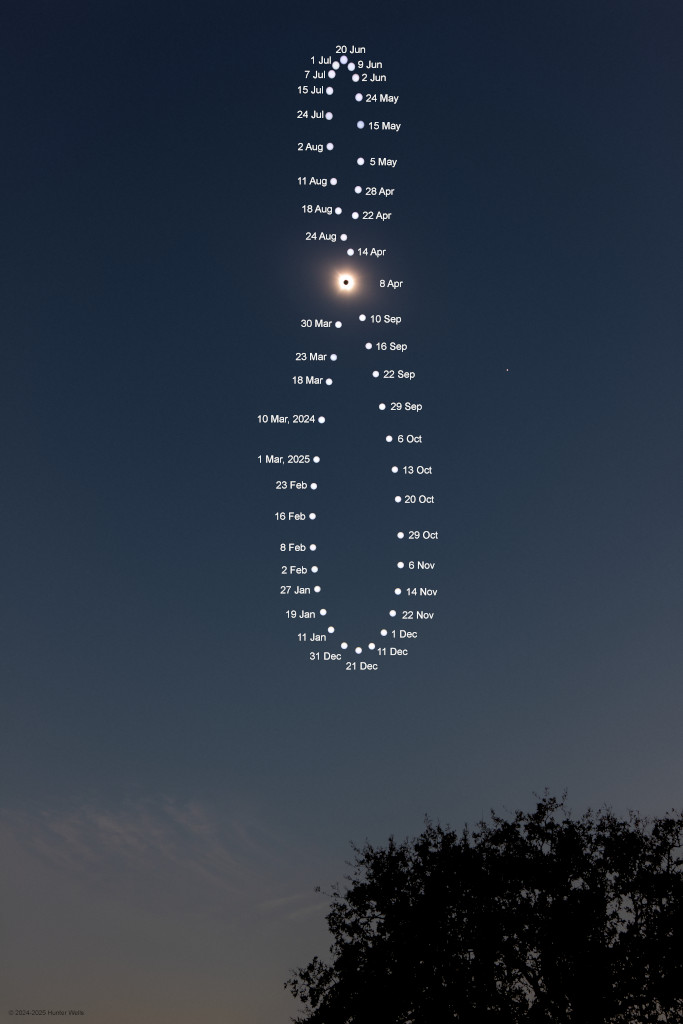 20 Jun
1 Jul
9 Jun
7 Jul
2 Jun
15 Jul
24 May
24 Jul
15 May
2 Aug
5 May
11 Aug
28 Apr
18 Aug
22 Apr
24 Aug
14 Apr
8 Apr
30 Mar
10 Sep
16 Sep
23 Mar
22 Sep
18 Mar
29 Sep
10 Mar, 2024
6 Oct
1 Mar, 2025
13 Oct
23 Feb
20 Oct
16 Feb
29 Oct
8 Feb
6 Nov
2 Feb
27 Jan
14 Nov
19 Jan
22 Nov
11 Jan
1 Dec
31 Dec
11 Dec
21 Dec
© 2024-2025 Hunter Wells